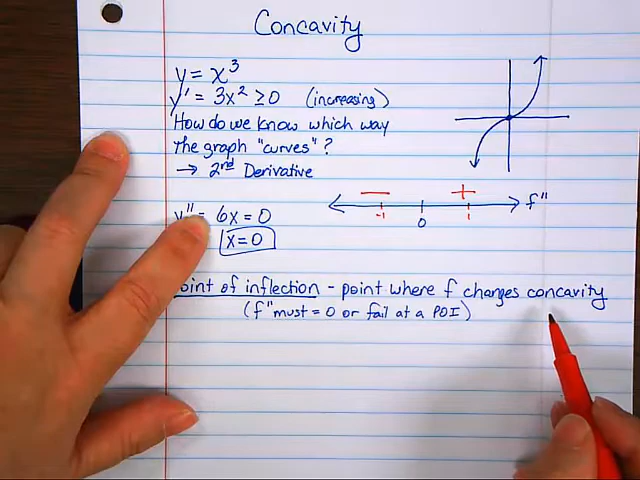 Concavity
y = x³
y' = 3x² ≥ 0 (increasing)
How do we know which way
the graph "curves"?
→ 2nd Derivative
− +
f"
-1 0 1
y" = 6x = 0
x = 0
oint of inflection - point where f changes concavity
(f" must = 0 or fail at a POI)